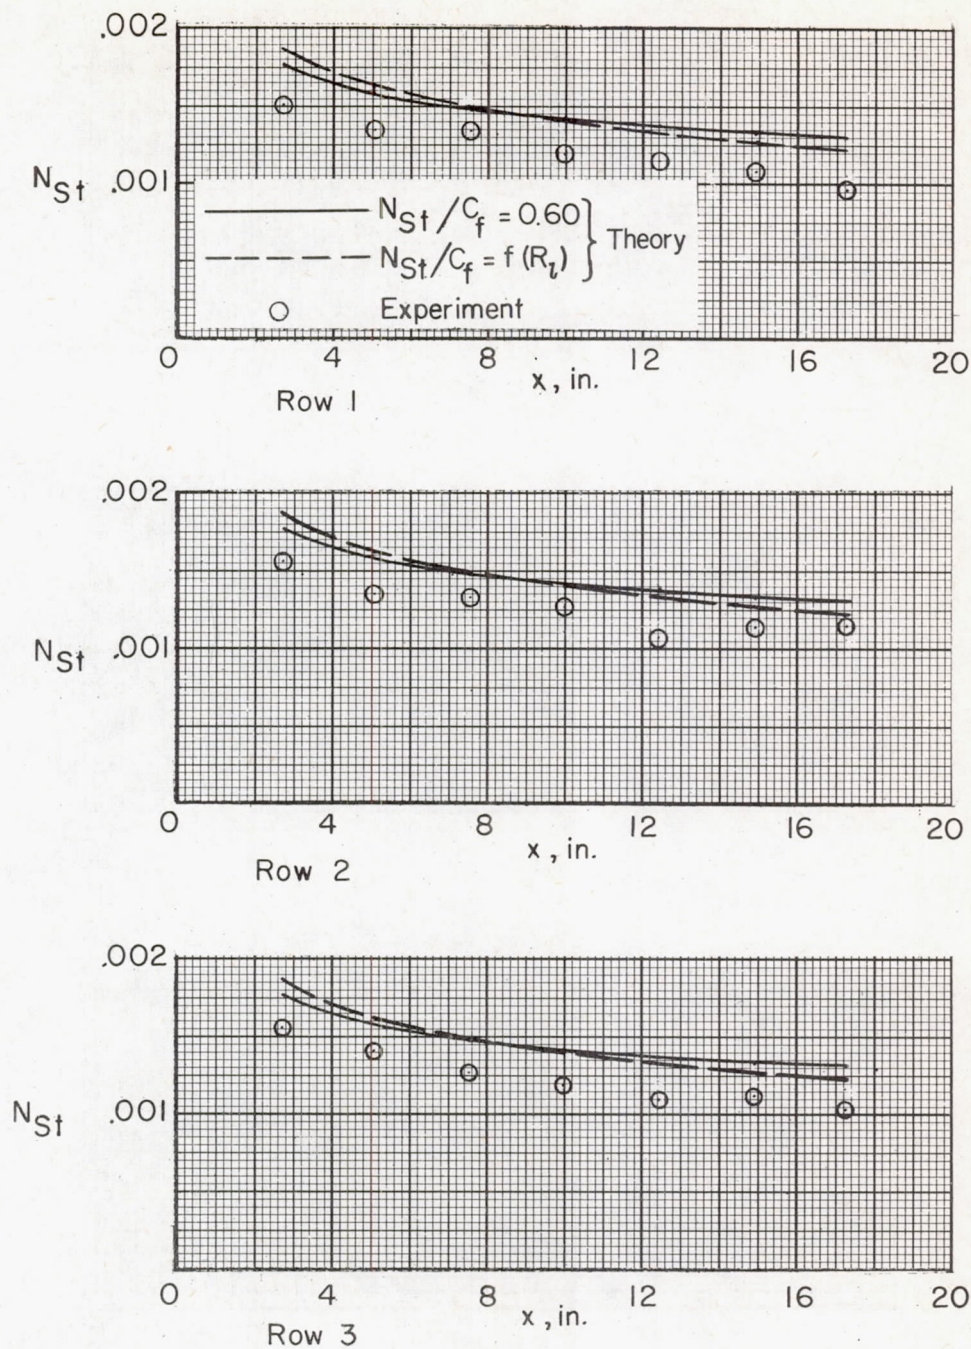 .002
N_St .001
N_St/C_f = 0.60
N_St/C_f = f(R_l) } Theory
Experiment
0 4 8 12 16 20
x, in.
Row 1
.002
N_St .001
0 4 8 12 16 20
x, in.
Row 2
.002
N_St .001
0 4 8 12 16 20
x, in.
Row 3